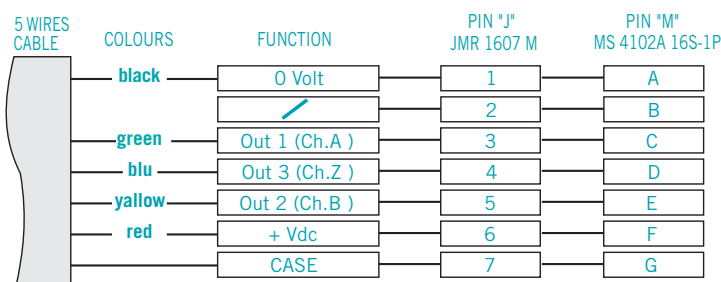 5 WIRES CABLE COLOURS FUNCTION PIN "J" JMR 1607 M PIN "M" MS 4102A 16S-1P
black 0 Volt 1 A
/ 2 B
green Out 1 (Ch.A ) 3 C
blu Out 3 (Ch.Z ) 4 D
yallow Out 2 (Ch.B ) 5 E
red + Vdc 6 F
CASE 7 G